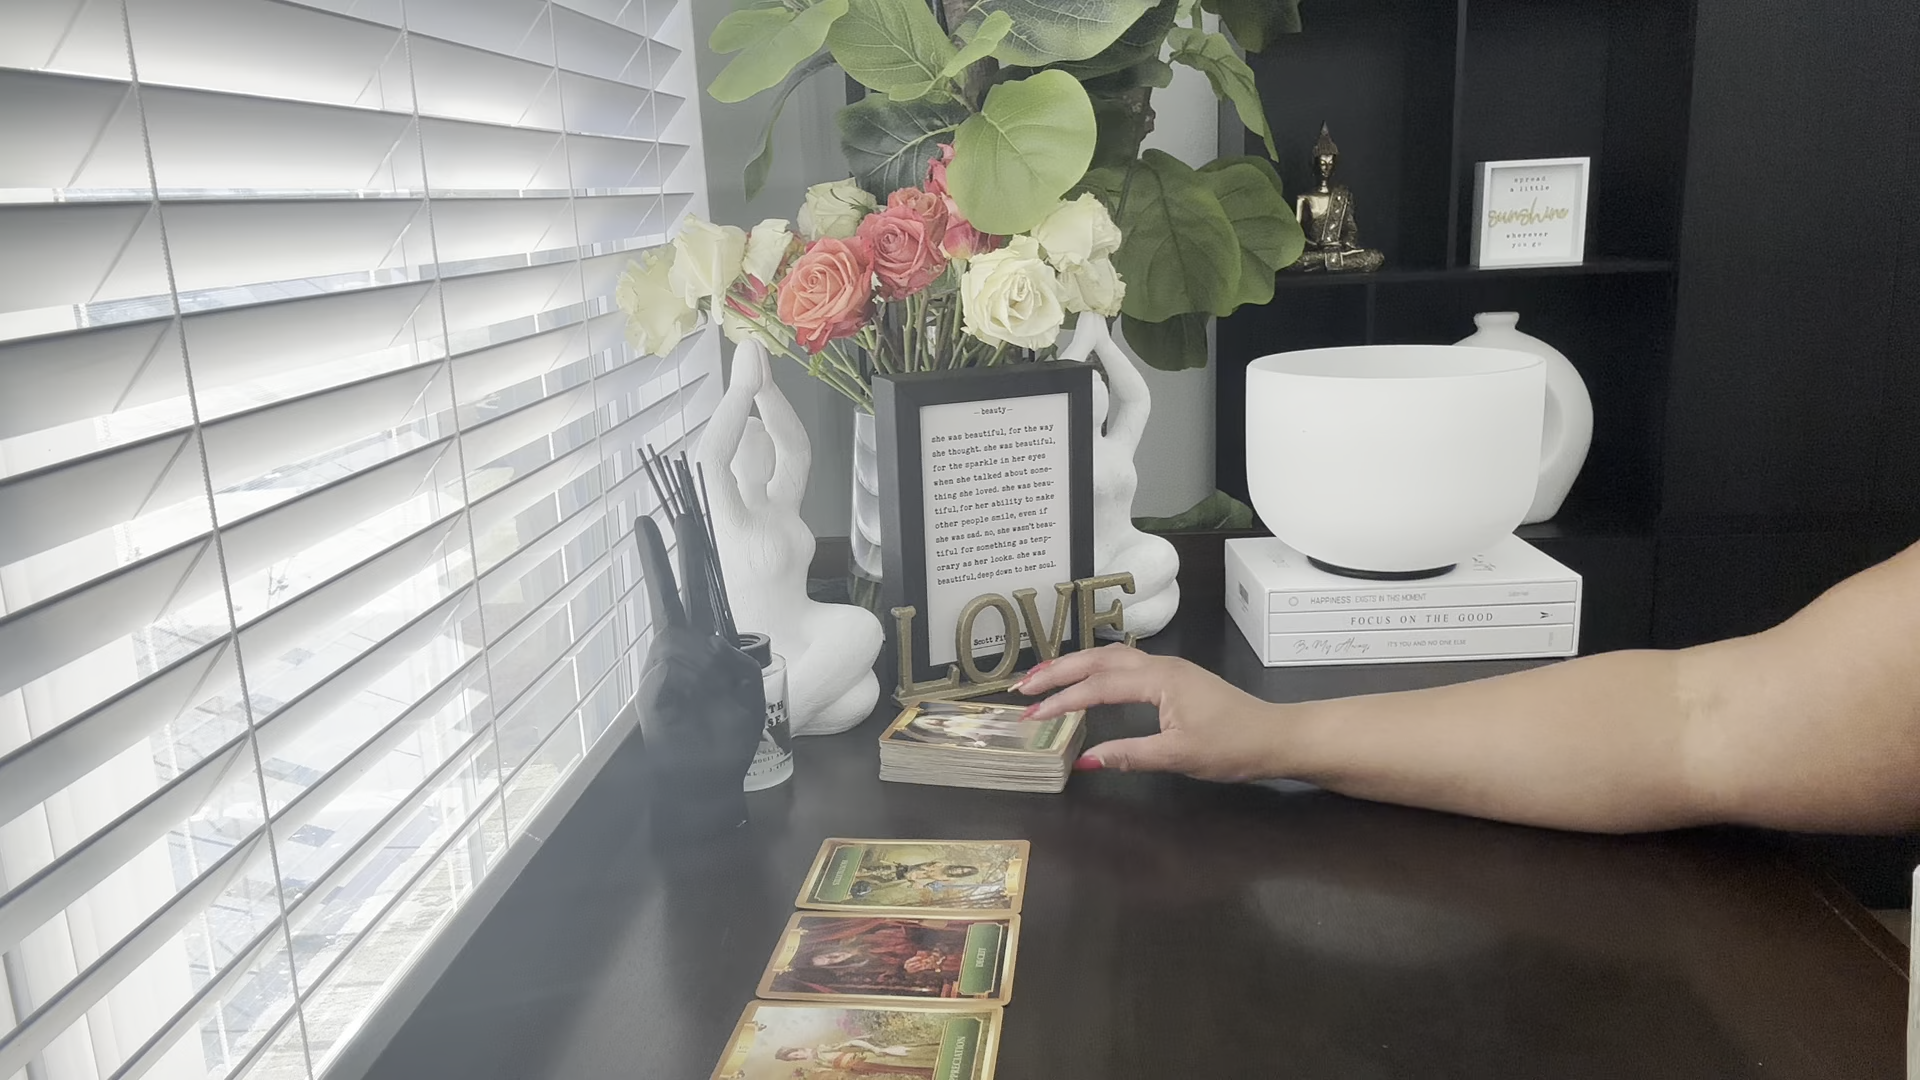 spread
a little
sunshine
wherever
you go
—beauty—
she was beautiful, for the way
she thought. she was beautiful,
for the sparkle in her eyes
when she talked about some-
thing she loved. she was beau-
tiful, for her ability to make
other people smile, even if
she was sad. no, she wasn't beau-
tiful for something as temp-
orary as her looks. she was
beautiful, deep down to her soul.
Scott
LOVE
HAPPINESS EXISTS IN THIS MOMENT
FOCUS ON THE GOOD
Be My Always IT'S YOU AND NO ONE ELSE
DECEIT